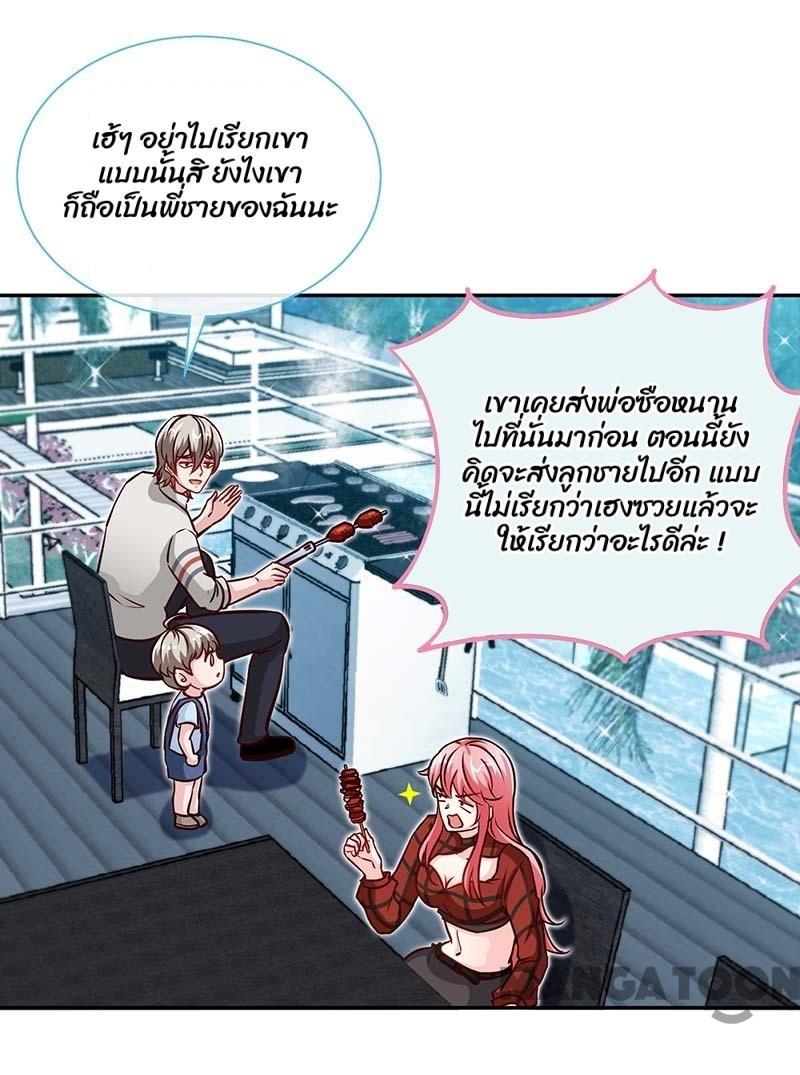 เฮ้ๆ อย่าไปเรียกเขา
แบบนั้นสิ ยังไงเขา
ก็ถือเป็นพี่ชายของฉันนะ
เขาเคยส่งพ่อซือหนาน
ไปที่นั่นมาก่อน ตอนนี้ยัง
คิดจะส่งลูกชายไปอีก แบบ
นี้ไม่เรียกว่าเฮงซวยแล้วจะ
ให้เรียกว่าอะไรดีล่ะ !
MANGA TOON